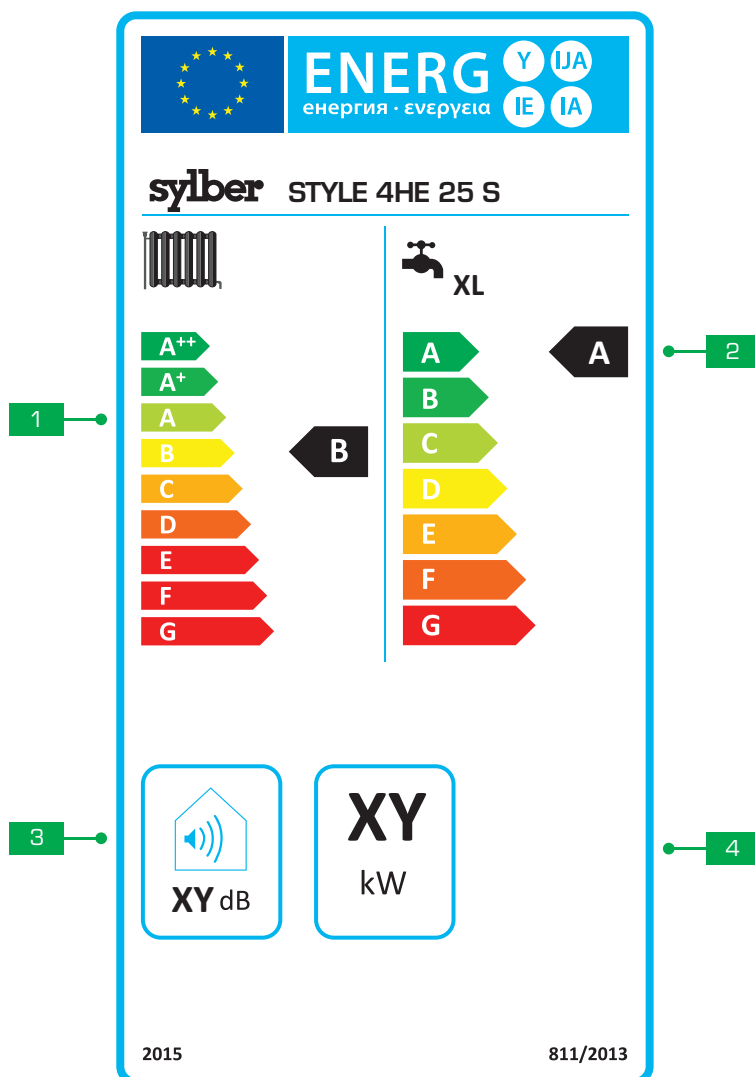 ENERG Y IJA
енергия · ενεργεια IE IA
sylber STYLE 4HE 25 S
XL
A++
A+
A
B
C
D
E
F
G
B
A
B
C
D
E
F
G
A
1
2
3
4
XY dB
XY
kW
2015
811/2013